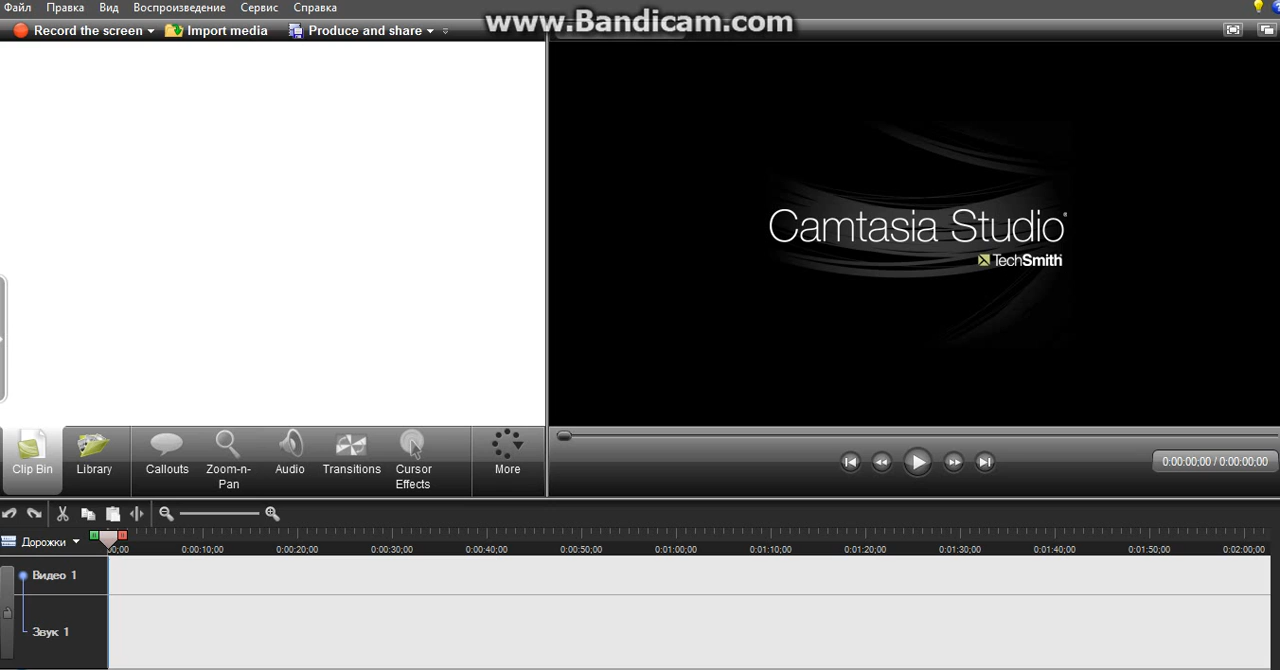 www.Bandicam.com
Файл Правка Вид Воспроизведение Сервис Справка
Record the screen Import media Produce and share
Camtasia Studio®
TechSmith
Clip Bin Library Callouts Zoom-n-Pan Audio Transitions Cursor Effects More
0:00:00;00 / 0:00:00;00
Дорожки
00;00 0:00:10;00 0:00:20;00 0:00:30;00 0:00:40;00 0:00:50;00 0:01:00;00 0:01:10;00 0:01:20;00 0:01:30;00 0:01:40;00 0:01:50;00 0:02:00;00
Видео 1
Звук 1